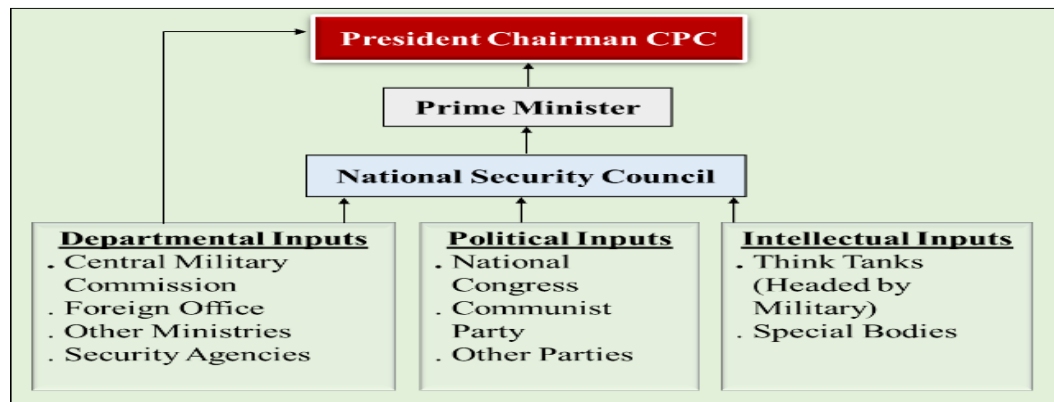 President Chairman CPC
Prime Minister
National Security Council
Departmental Inputs
. Central Military
Commission
. Foreign Office
. Other Ministries
. Security Agencies
Political Inputs
. National
Congress
. Communist
Party
. Other Parties
Intellectual Inputs
. Think Tanks
(Headed by
Military)
. Special Bodies